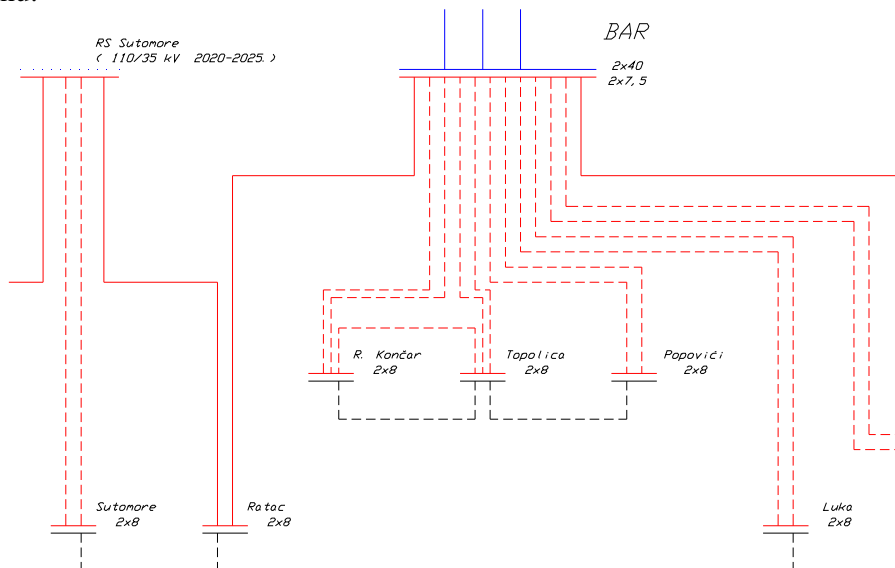 RS Sutomore
( 110/35 kV 2020-2025. )
BAR
2x40
2x7,5
R. Končar
2x8
Topolica
2x8
Popovići
2x8
Sutomore
2x8
Ratac
2x8
Luka
2x8